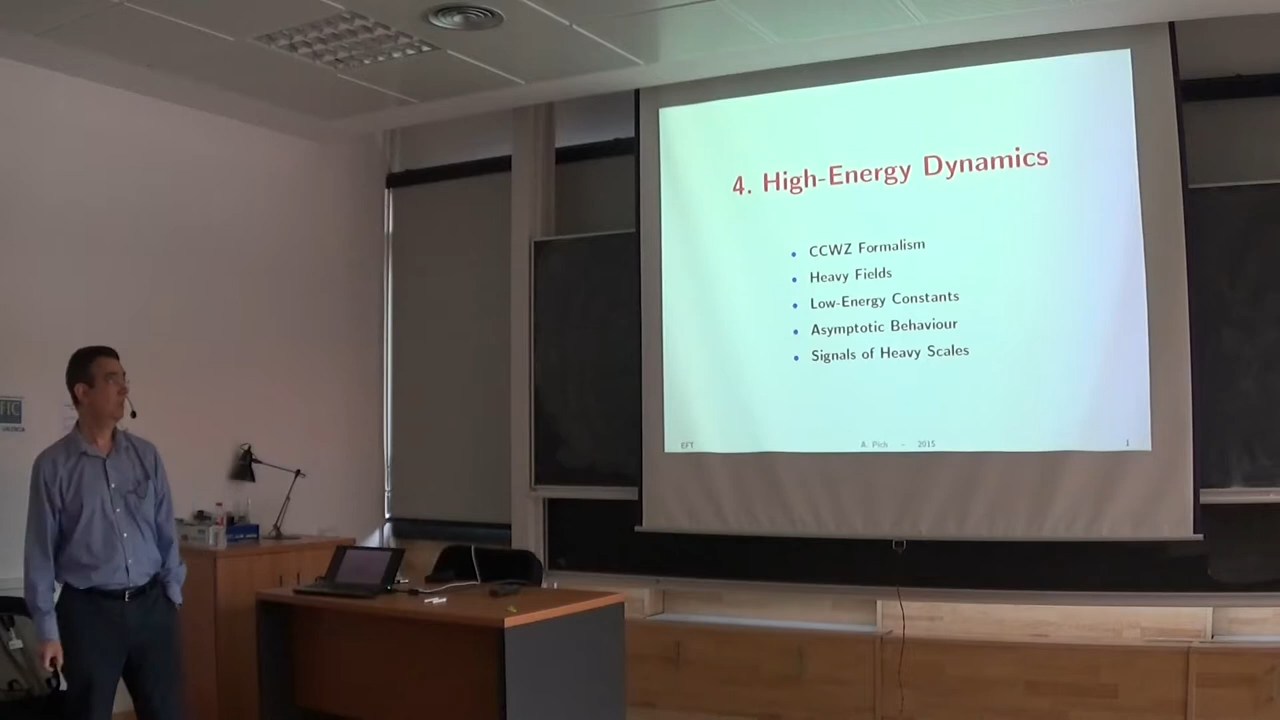 4. High-Energy Dynamics
• CCWZ Formalism
• Heavy Fields
• Low-Energy Constants
• Asymptotic Behaviour
• Signals of Heavy Scales
EFT
A. Pich – 2015
1
FIC